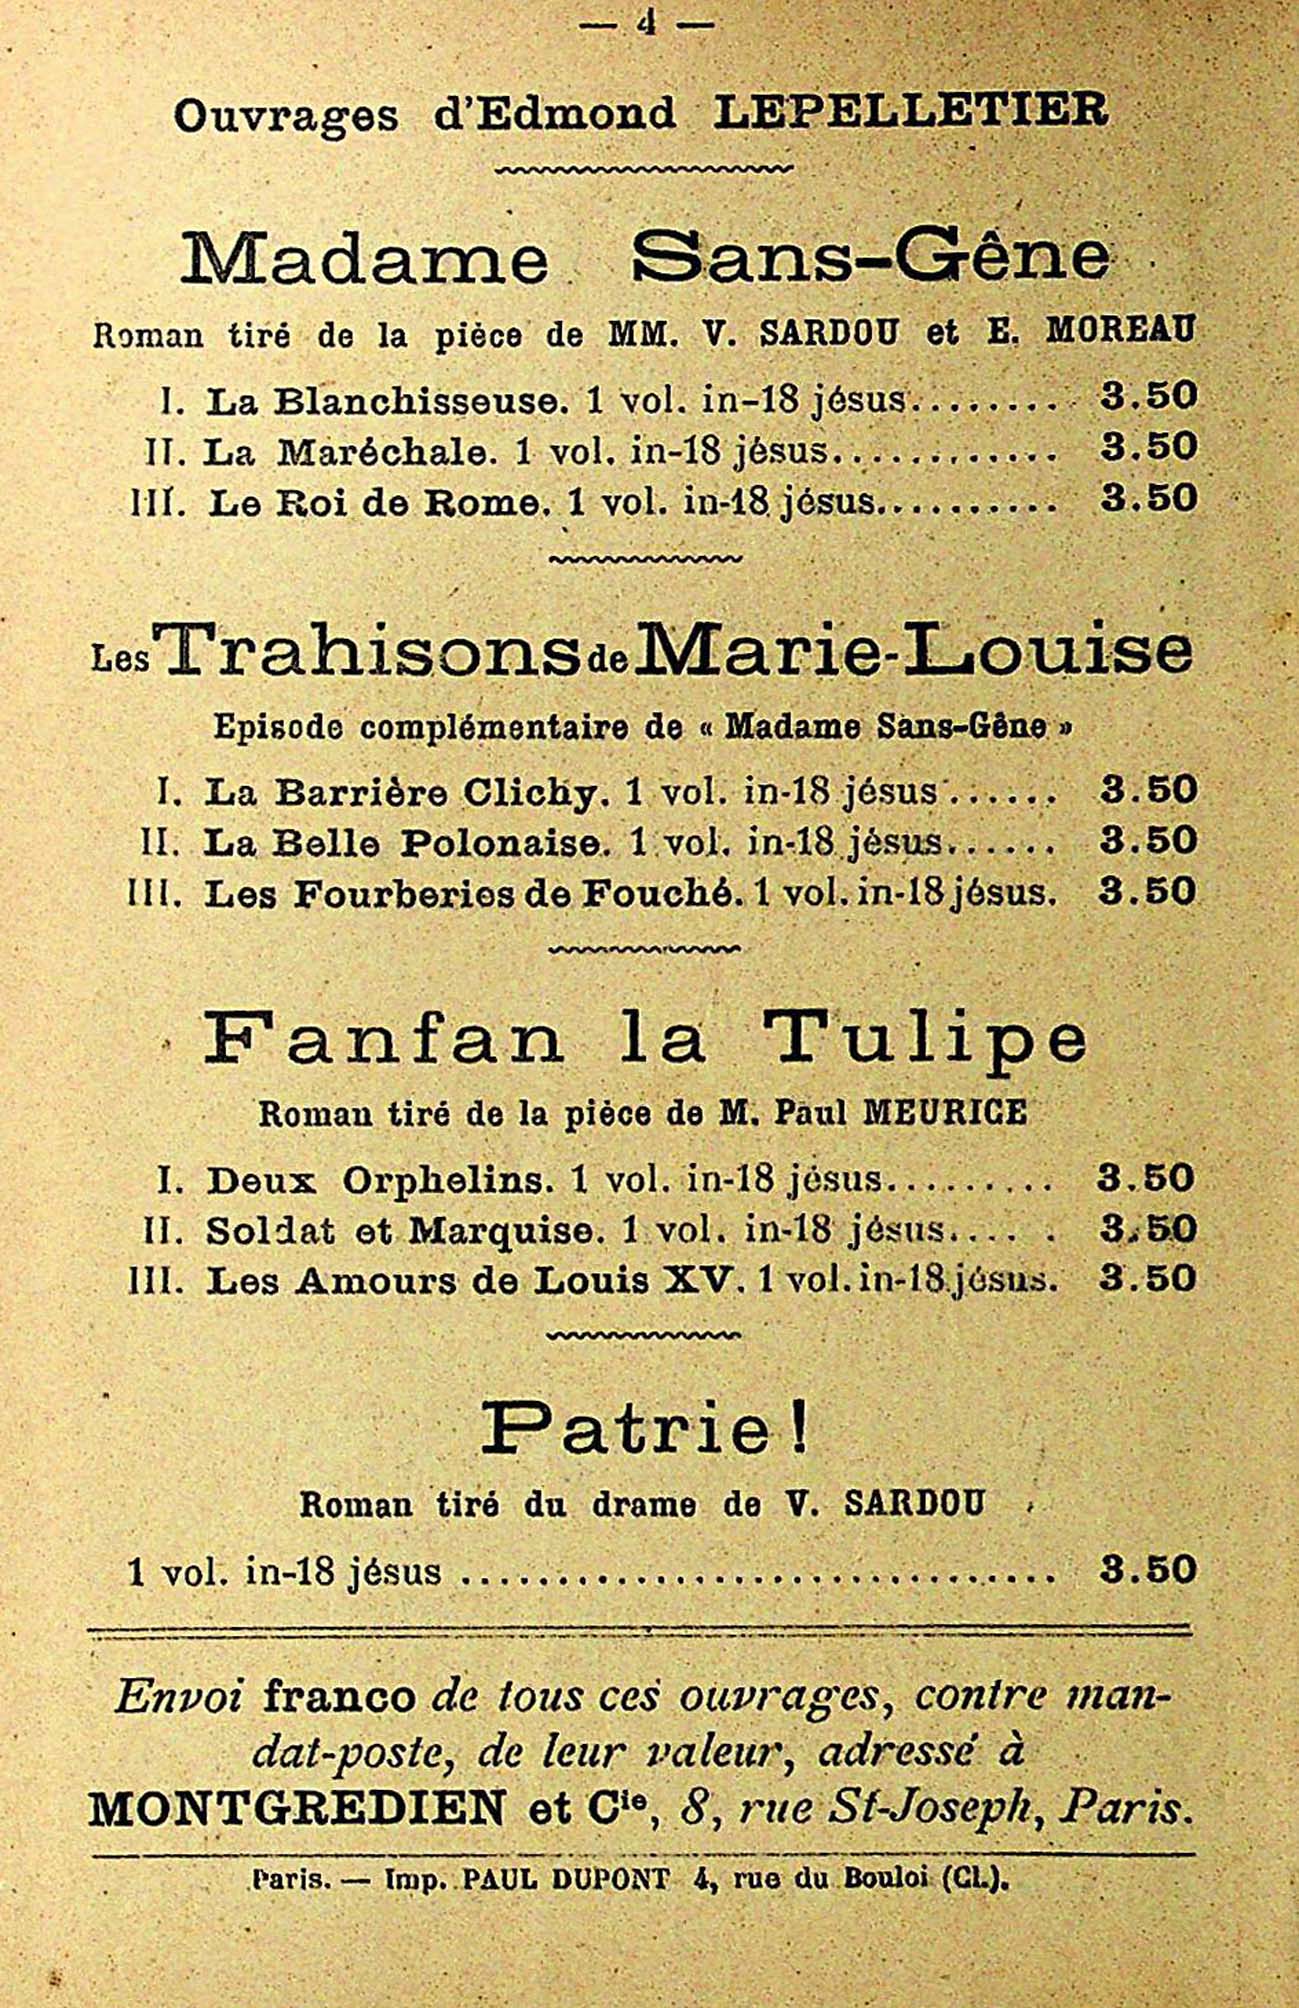 — 4 —
Ouvrages d'Edmond LEPELLETIER
Madame Sans-Gêne
Roman tiré de la pièce de MM. V. SARDOU et E. MOREAU
I. La Blanchisseuse. 1 vol. in-18 jésus......... 3.50
II. La Maréchale. 1 vol. in-18 jésus............. 3.50
III. Le Roi de Rome. 1 vol. in-18 jésus.......... 3.50
Les Trahisons de Marie-Louise
Episode complémentaire de « Madame Sans-Gêne »
I. La Barrière Clichy. 1 vol. in-18 jésus....... 3.50
II. La Belle Polonaise. 1 vol. in-18 jésus...... 3.50
III. Les Fourberies de Fouché. 1 vol. in-18 jésus. 3.50
Fanfan la Tulipe
Roman tiré de la pièce de M. Paul MEURICE
I. Deux Orphelins. 1 vol. in-18 jésus......... 3.50
II. Soldat et Marquise. 1 vol. in-18 jésus.... . 3.50
III. Les Amours de Louis XV. 1 vol. in-18 jésus. 3.50
Patrie!
Roman tiré du drame de V. SARDOU
1 vol. in-18 jésus ............................... 3.50
Envoi franco de tous ces ouvrages, contre man-
dat-poste, de leur valeur, adressé à
MONTGREDIEN et Cie, 8, rue St-Joseph, Paris.
Paris. — Imp. PAUL DUPONT 4, rue du Bouloi (Cl.).